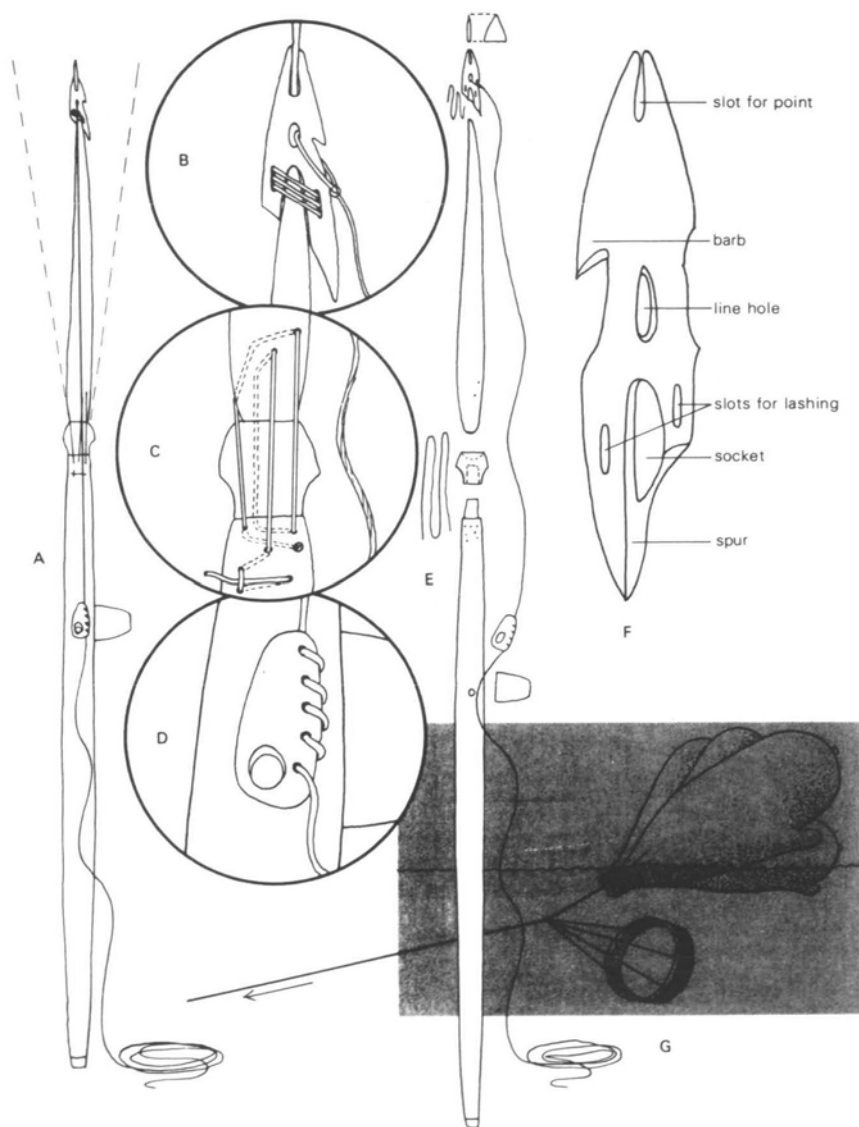 A
B
C
D
E
slot for point
barb
line hole
slots for lashing
socket
spur
F
G